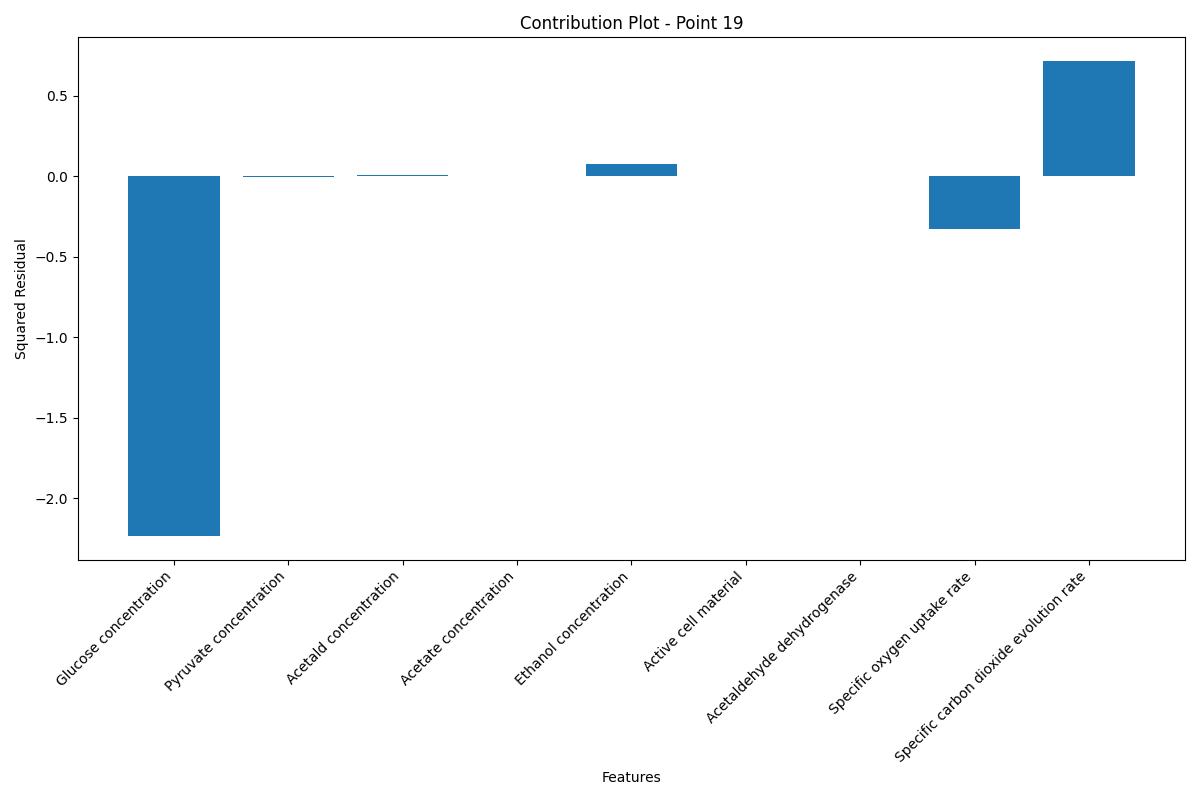 Contribution Plot - Point 19
Squared Residual
0.5
0.0
−0.5
−1.0
−1.5
−2.0
Glucose concentration
Pyruvate concentration
Acetald concentration
Acetate concentration
Ethanol concentration
Active cell material
Acetaldehyde dehydrogenase
Specific oxygen uptake rate
Specific carbon dioxide evolution rate
Features